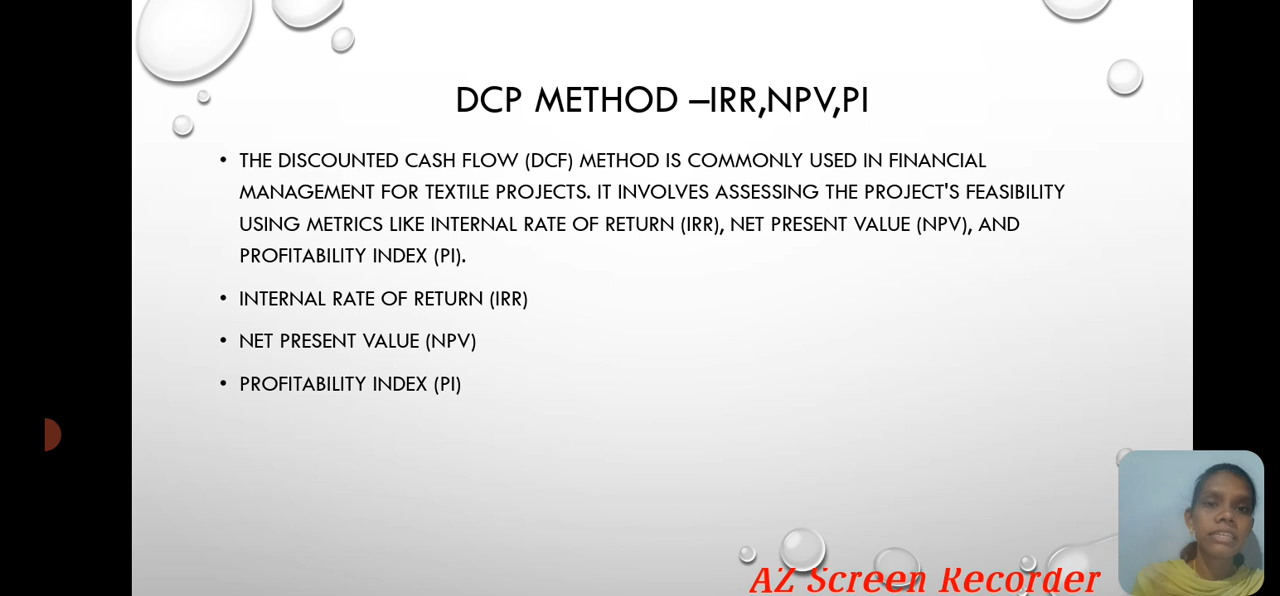 DCP METHOD –IRR,NPV,PI
• THE DISCOUNTED CASH FLOW (DCF) METHOD IS COMMONLY USED IN FINANCIAL
MANAGEMENT FOR TEXTILE PROJECTS. IT INVOLVES ASSESSING THE PROJECT'S FEASIBILITY
USING METRICS LIKE INTERNAL RATE OF RETURN (IRR), NET PRESENT VALUE (NPV), AND
PROFITABILITY INDEX (PI).
• INTERNAL RATE OF RETURN (IRR)
• NET PRESENT VALUE (NPV)
• PROFITABILITY INDEX (PI)
AZ Screen Recorder